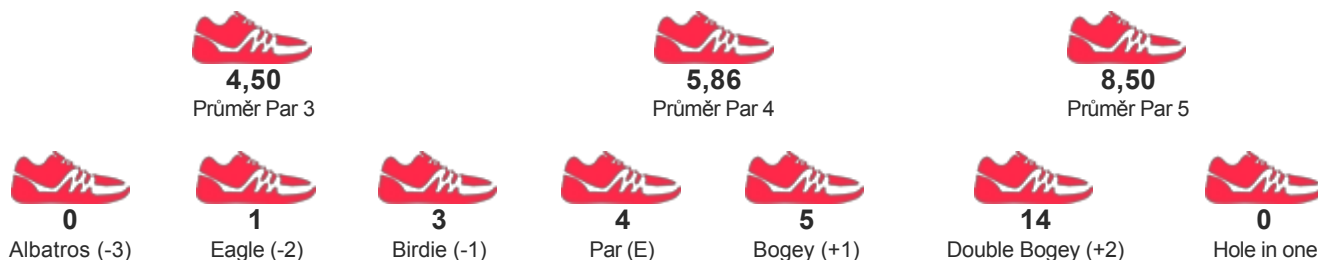 4,50 5,86 8,50
Průměr Par 3 Průměr Par 4 Průměr Par 5
0 1 3 4 5 14 0
Albatros (-3) Eagle (-2) Birdie (-1) Par (E) Bogey (+1) Double Bogey (+2) Hole in one